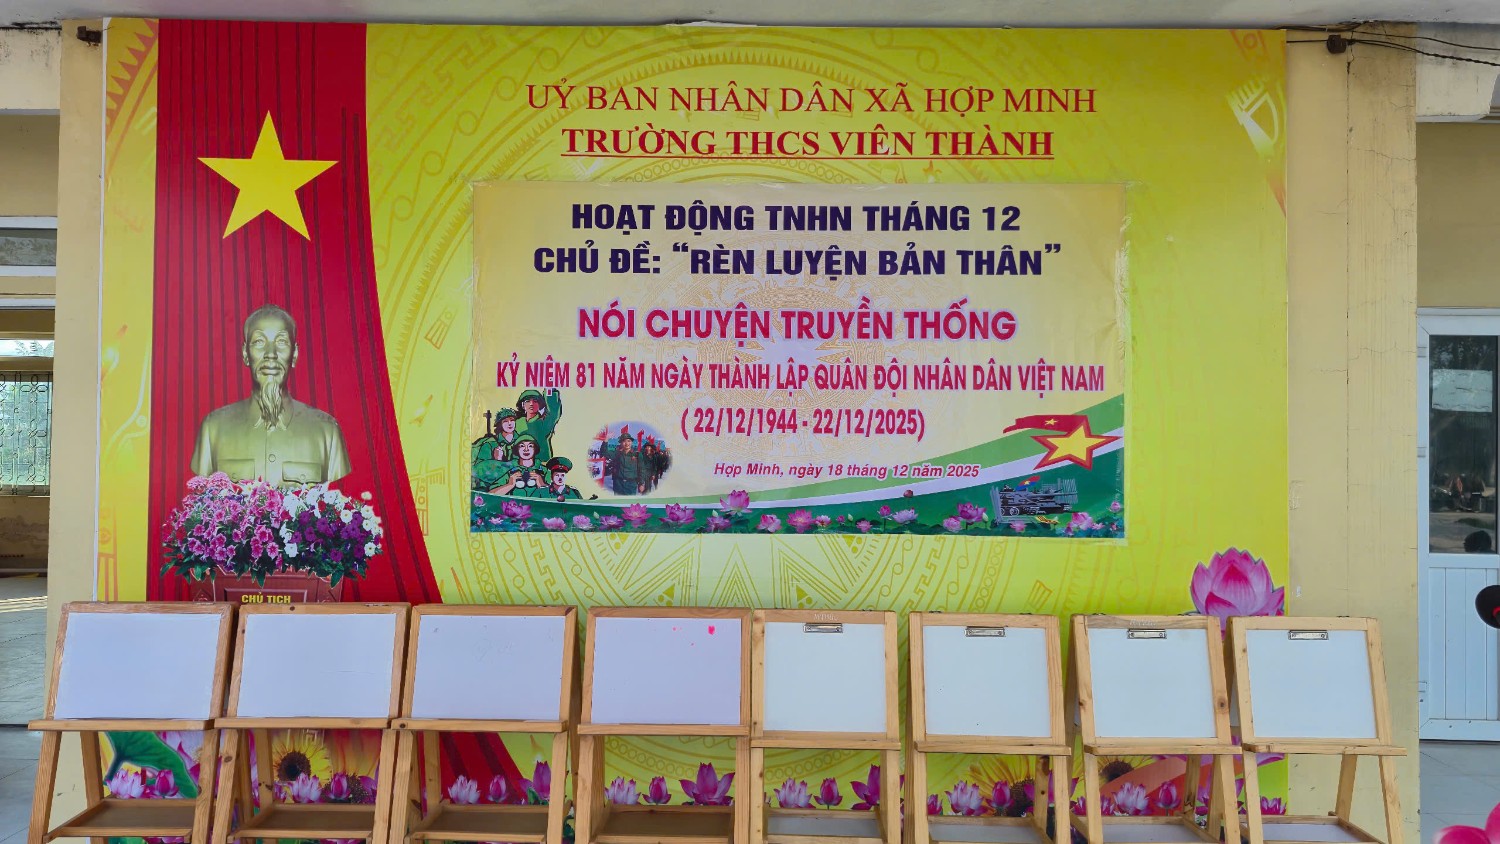 UỶ BAN NHÂN DÂN XÃ HỢP MINH
TRƯỜNG THCS VIÊN THÀNH
HOẠT ĐỘNG TNHN THÁNG 12
CHỦ ĐỀ: “RÈN LUYỆN BẢN THÂN”
NÓI CHUYỆN TRUYỀN THỐNG
KỶ NIỆM 81 NĂM NGÀY THÀNH LẬP QUÂN ĐỘI NHÂN DÂN VIỆT NAM
( 22/12/1944 - 22/12/2025)
Hợp Minh, ngày 18 tháng 12 năm 2025
CHỦ TỊCH